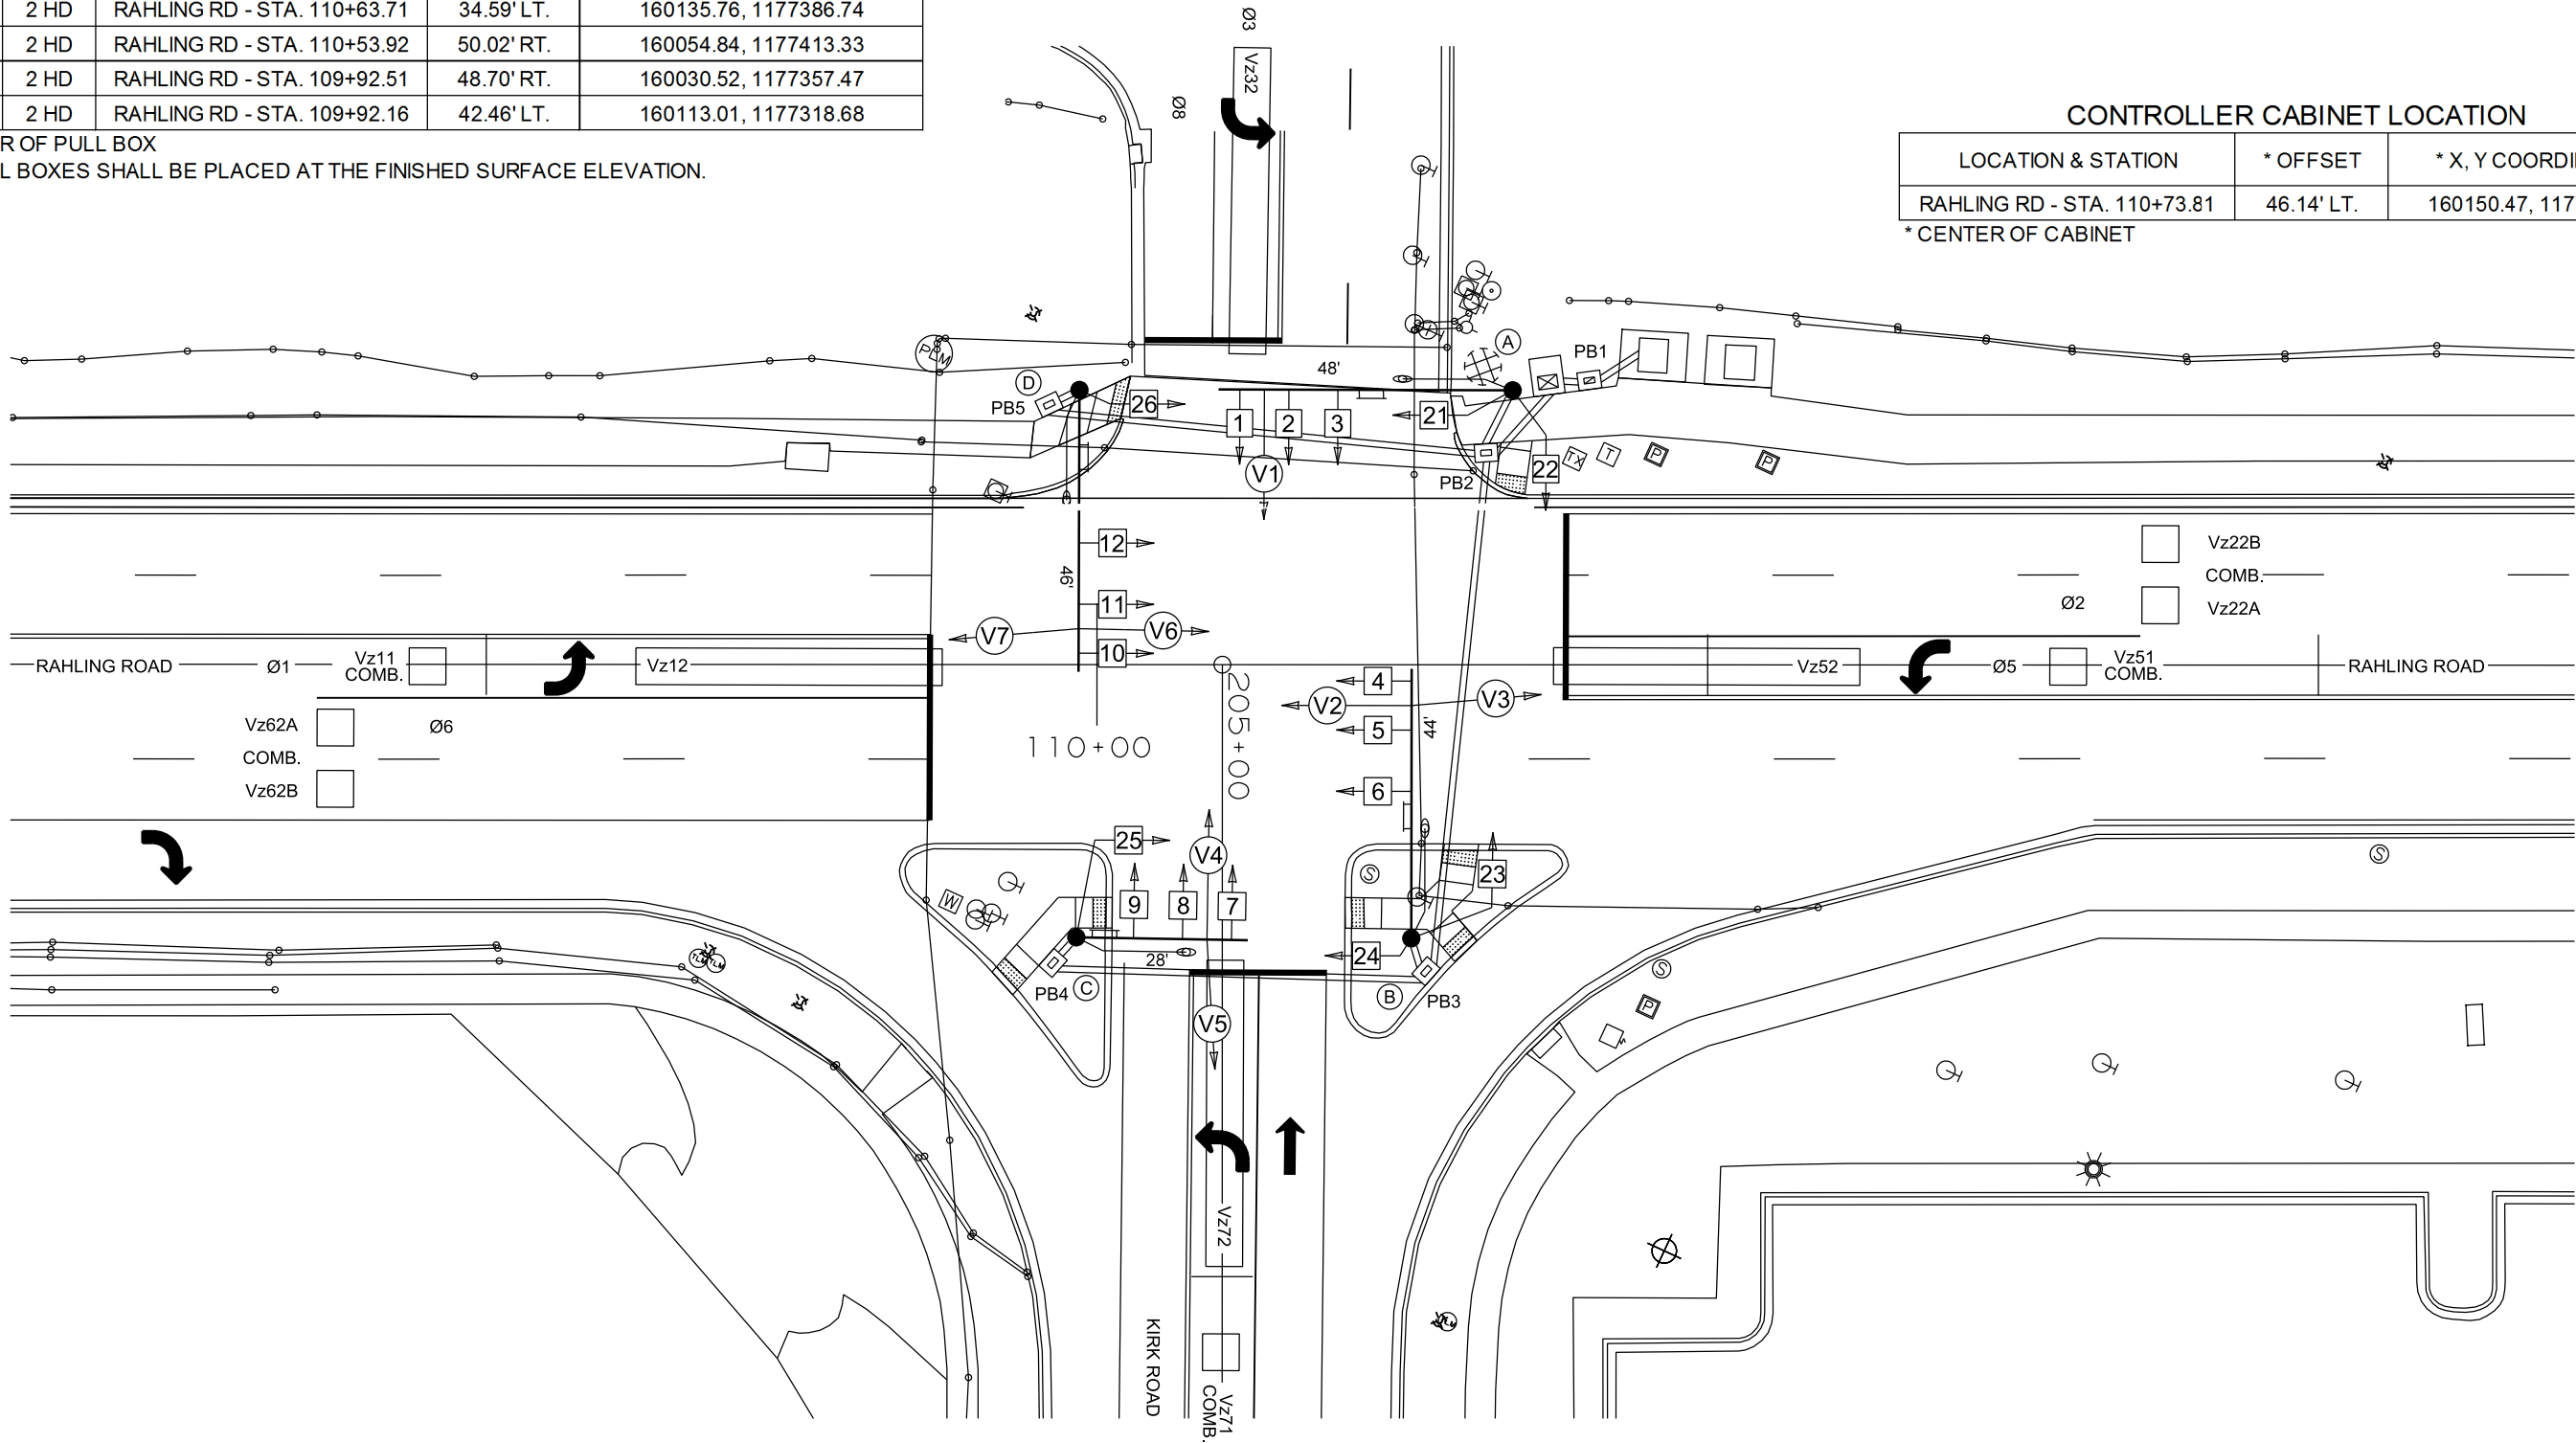 2 HD RAHLING RD - STA. 110+63.71 34.59' LT. 160135.76, 1177386.74
2 HD RAHLING RD - STA. 110+53.92 50.02' RT. 160054.84, 1177413.33
2 HD RAHLING RD - STA. 109+92.51 48.70' RT. 160030.52, 1177357.47
2 HD RAHLING RD - STA. 109+92.16 42.46' LT. 160113.01, 1177318.68
R OF PULL BOX
L BOXES SHALL BE PLACED AT THE FINISHED SURFACE ELEVATION.
CONTROLLER CABINET LOCATION
LOCATION & STATION * OFFSET * X, Y COORDI
RAHLING RD - STA. 110+73.81 46.14' LT. 160150.47, 117
* CENTER OF CABINET
Ø3
Vz32
Ø8
A
PB1
48'
D
PB5
26
1
2
3
21
V1
22
PB2
TX
T
P
P
P
M
12
46'
11
V7
V6
10
Vz22B
COMB.
Vz22A
Ø2
RAHLING ROAD
Ø1
Vz11
COMB.
Vz12
Vz52
Ø5
Vz51
COMB.
RAHLING ROAD
4
V2
V3
5
44'
6
205+00
110+00
Vz62A
COMB.
Vz62B
Ø6
25
V4
9
8
7
W
S
23
24
28'
PB4
C
B
PB3
V5
S
S
P
TLM
TLM
Vz72
KIRK ROAD
Vz71
COMB.
TLM